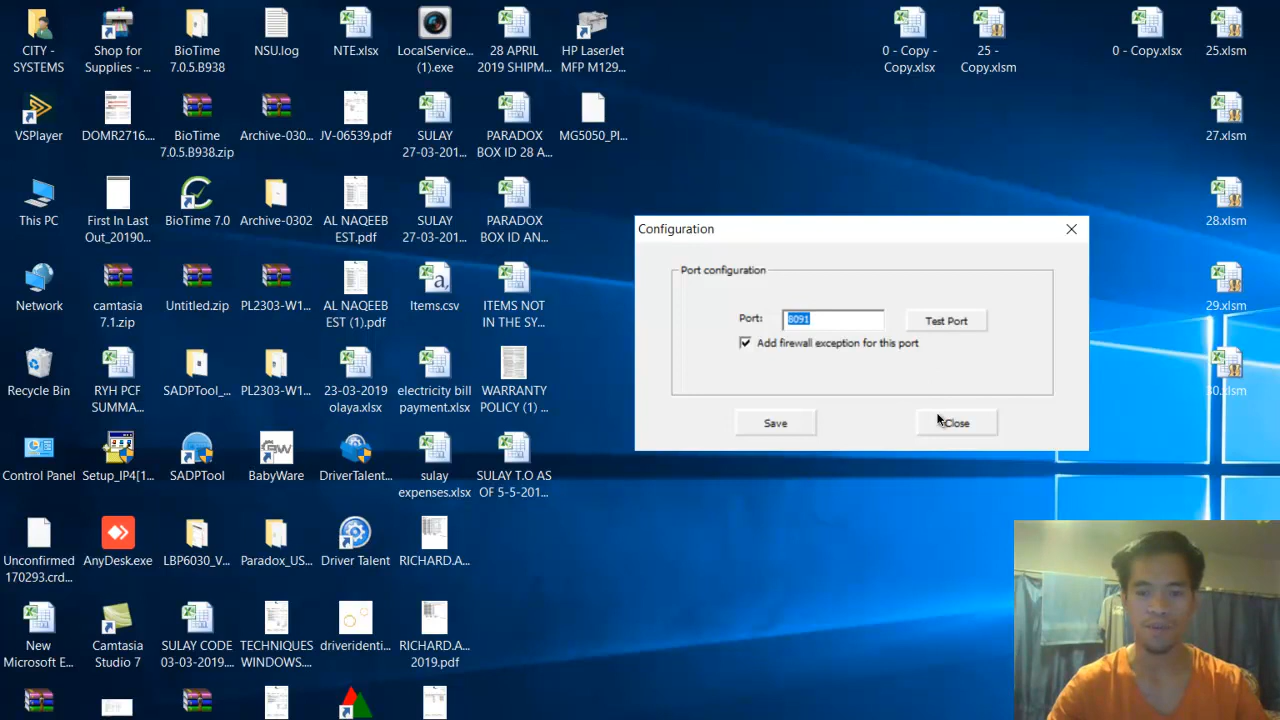 CITY -
SYSTEMS
Shop for
Supplies - ...
BioTime
7.0.5.B938
NSU.log
NTE.xlsx
LocalService...
(1).exe
28 APRIL
2019 SHIPM...
HP LaserJet
MFP M129...
0 - Copy -
Copy.xlsx
25 -
Copy.xlsm
0 - Copy.xlsx
25.xlsm
VSPlayer
DOMR2716....
BioTime
7.0.5.B938.zip
Archive-030...
JV-06539.pdf
SULAY
27-03-201...
PARADOX
BOX ID 28 A...
MG5050_PI...
27.xlsm
This PC
First In Last
Out_20190...
BioTime 7.0
Archive-0302
AL NAQEEB
EST.pdf
SULAY
27-03-201...
PARADOX
BOX ID AN...
28.xlsm
Configuration
Port configuration
Port:
8091
Test Port
Add firewall exception for this port
Save
Close
Network
camtasia
7.1.zip
Untitled.zip
PL2303-W1...
AL NAQEEB
EST (1).pdf
Items.csv
ITEMS NOT
IN THE SY...
29.xlsm
Recycle Bin
RYH PCF
SUMMA...
SADPTool_...
PL2303-W1...
23-03-2019
olaya.xlsx
electricity bill
payment.xlsx
WARRANTY
POLICY (1) ...
30.xlsm
Control Panel
Setup_IP4[1...
SADPTool
BabyWare
DriverTalent...
sulay
expenses.xlsx
SULAY T.O AS
OF 5-5-201...
Unconfirmed
170293.crd...
AnyDesk.exe
LBP6030_V...
Paradox_US...
Driver Talent
RICHARD.A...
New
Microsoft E...
Camtasia
Studio 7
SULAY CODE
03-03-2019....
TECHNIQUES
WINDOWS....
driveridenti...
RICHARD.A...
2019.pdf